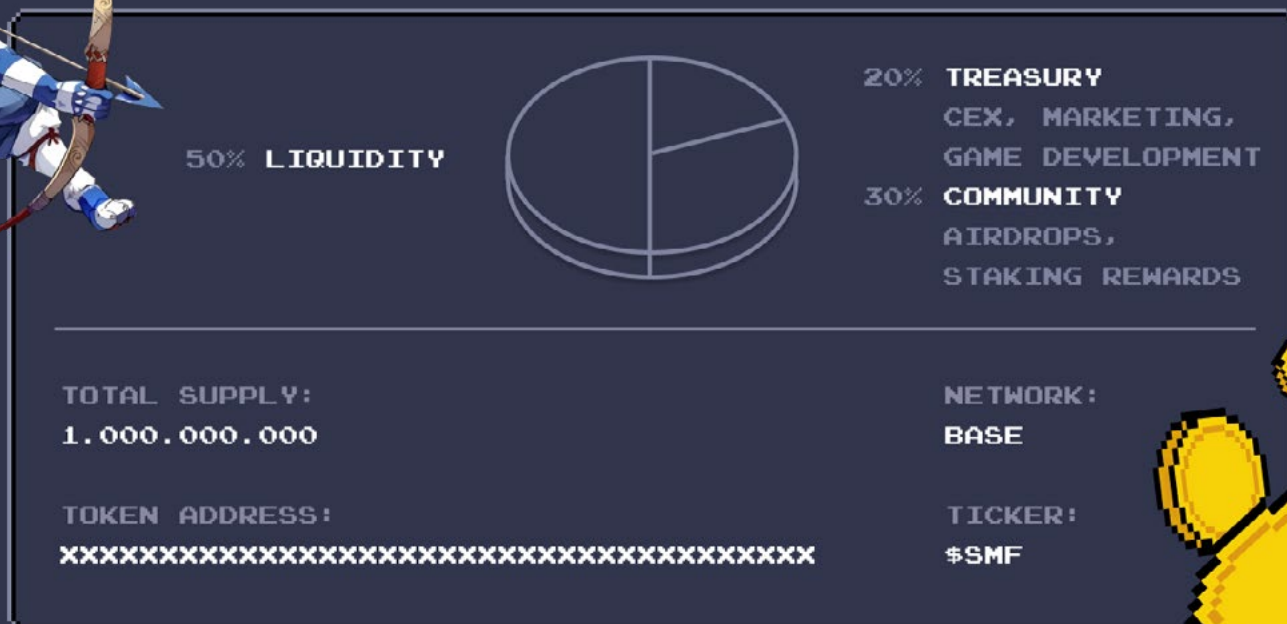 50% LIQUIDITY
20% TREASURY
CEX, MARKETING,
GAME DEVELOPMENT
30% COMMUNITY
AIRDROPS,
STAKING REWARDS
TOTAL SUPPLY:
1.000.000.000
NETWORK:
BASE
TOKEN ADDRESS:
XXXXXXXXXXXXXXXXXXXXXXXXXXXXXXXXXXXXXX
TICKER:
$SMF